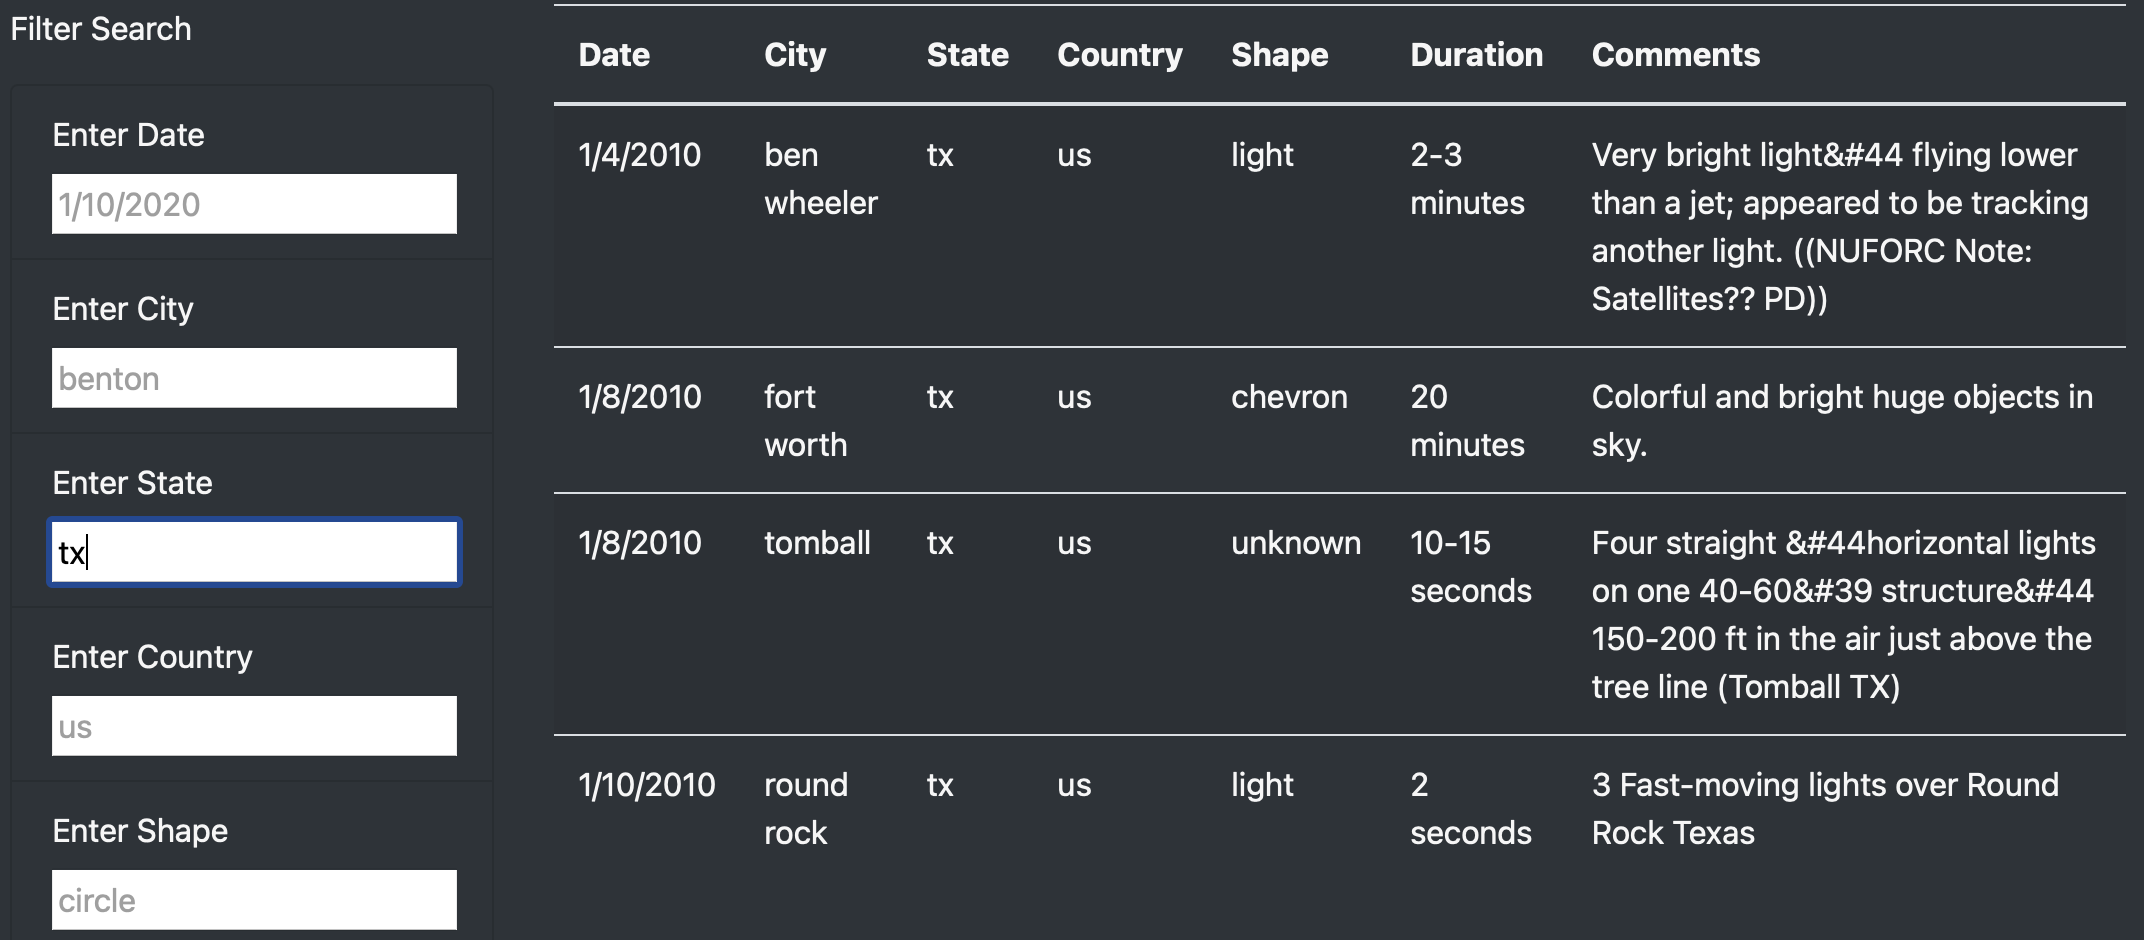 Filter Search
Enter Date
1/10/2020
Enter City
benton
Enter State
tx
Enter Country
us
Enter Shape
circle
Date City State Country Shape Duration Comments
1/4/2010 ben tx us light 2-3 Very bright light&#44 flying lower
wheeler minutes than a jet; appeared to be tracking
another light. ((NUFORC Note:
Satellites?? PD))
1/8/2010 fort tx us chevron 20 Colorful and bright huge objects in
worth minutes sky.
1/8/2010 tomball tx us unknown 10-15 Four straight &#44horizontal lights
seconds on one 40-60&#39 structure&#44
150-200 ft in the air just above the
tree line (Tomball TX)
1/10/2010 round tx us light 2 3 Fast-moving lights over Round
rock seconds Rock Texas